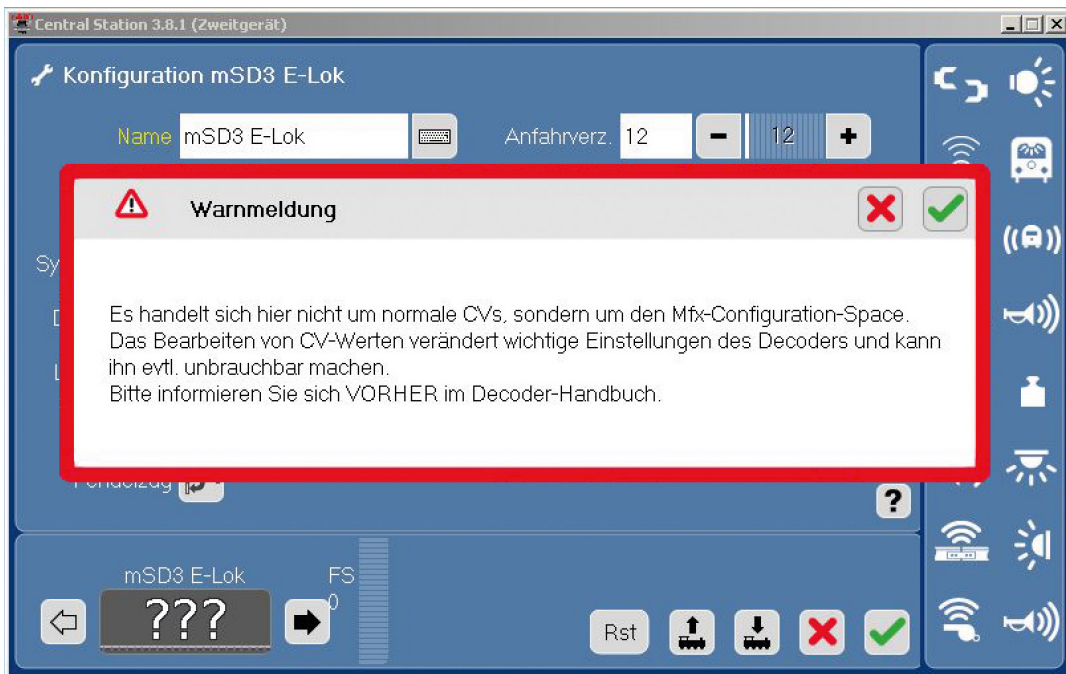 Central Station 3.8.1 (Zweitgerät)
Konfiguration mSD3 E-Lok
Name mSD3 E-Lok Anfahrverz. 12 - 12 +
Warnmeldung
Sy
Es handelt sich hier nicht um normale CVs, sondern um den Mfx-Configuration-Space.
Das Bearbeiten von CV-Werten verändert wichtige Einstellungen des Decoders und kann
ihn evtl. unbrauchbar machen.
Bitte informieren Sie sich VORHER im Decoder-Handbuch.
Pendelzug
?
mSD3 E-Lok FS
??? 0
Rst